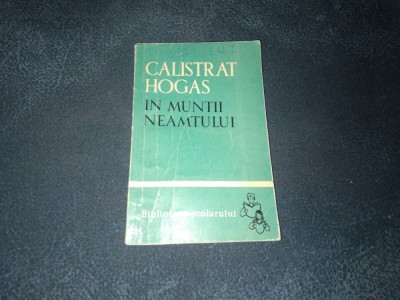 CALISTRAT
HOGAS
IN MUNTII
NEAMTULUI
Biblioteca școlarului